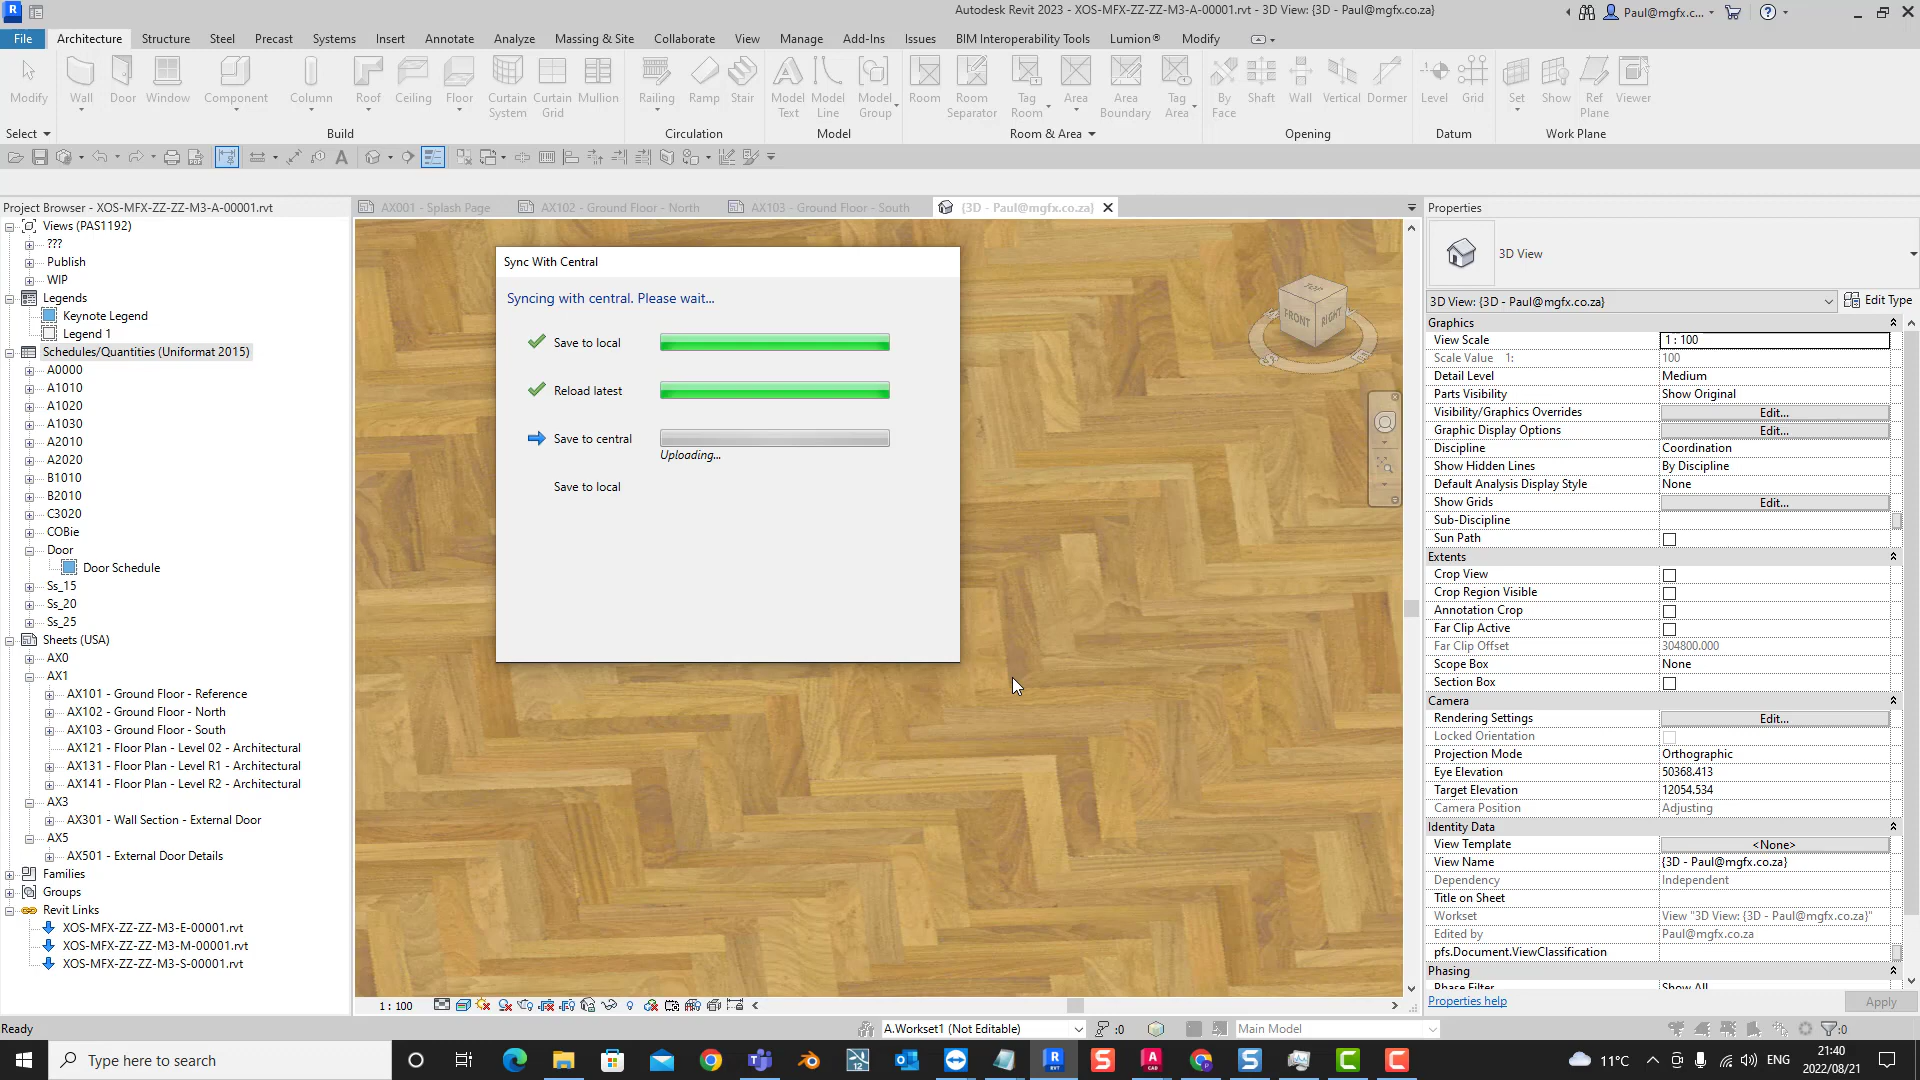 Autodesk Revit 2023 - XOS-MFX-ZZ-ZZ-M3-A-00001.rvt - 3D View: {3D - Paul@mgfx.co.za}
Paul@mgfx.c...
File Architecture Structure Steel Precast Systems Insert Annotate Analyze Massing & Site Collaborate View Manage Add-Ins Issues BIM Interoperability Tools Lumion® Modify
Modify Wall Door Window Component Column Roof Ceiling Floor Curtain System Curtain Grid Mullion Railing Ramp Stair Model Text Model Line Model Group Room Room Separator Tag Room Area Area Boundary Tag Area By Face Shaft Wall Vertical Dormer Level Grid Set Show Ref Plane Viewer
Select Build Circulation Model Room & Area Opening Datum Work Plane
Project Browser - XOS-MFX-ZZ-ZZ-M3-A-00001.rvt
Views (PAS1192)
???
Publish
WIP
Legends
Keynote Legend
Legend 1
Schedules/Quantities (Uniformat 2015)
A0000
A1010
A1020
A1030
A2010
A2020
B1010
B2010
C3020
COBie
Door
Door Schedule
Ss_15
Ss_20
Ss_25
Sheets (USA)
AX0
AX1
AX101 - Ground Floor - Reference
AX102 - Ground Floor - North
AX103 - Ground Floor - South
AX121 - Floor Plan - Level 02 - Architectural
AX131 - Floor Plan - Level R1 - Architectural
AX141 - Floor Plan - Level R2 - Architectural
AX3
AX301 - Wall Section - External Door
AX5
AX501 - External Door Details
Families
Groups
Revit Links
XOS-MFX-ZZ-ZZ-M3-E-00001.rvt
XOS-MFX-ZZ-ZZ-M3-M-00001.rvt
XOS-MFX-ZZ-ZZ-M3-S-00001.rvt
AX001 - Splash Page AX102 - Ground Floor - North AX103 - Ground Floor - South {3D - Paul@mgfx.co.za}
Sync With Central
Syncing with central. Please wait...
Save to local
Reload latest
Save to central
Uploading...
Save to local
TOP
FRONT RIGHT
1 : 100
Properties
3D View
3D View: {3D - Paul@mgfx.co.za} Edit Type
Graphics
View Scale 1 : 100
Scale Value 1: 100
Detail Level Medium
Parts Visibility Show Original
Visibility/Graphics Overrides Edit...
Graphic Display Options Edit...
Discipline Coordination
Show Hidden Lines By Discipline
Default Analysis Display Style None
Show Grids Edit...
Sub-Discipline
Sun Path
Extents
Crop View
Crop Region Visible
Annotation Crop
Far Clip Active
Far Clip Offset 304800.000
Scope Box None
Section Box
Camera
Rendering Settings Edit...
Locked Orientation
Projection Mode Orthographic
Eye Elevation 50368.413
Target Elevation 12054.534
Camera Position Adjusting
Identity Data
View Template <None>
View Name {3D - Paul@mgfx.co.za}
Dependency Independent
Title on Sheet
Workset View "3D View: {3D - Paul@mgfx.co.za}"
Edited by Paul@mgfx.co.za
pfs.Document.ViewClassification
Phasing
Phase Filter Show All
Properties help Apply
Ready A.Workset1 (Not Editable) :0 Main Model :0
Type here to search 11°C ENG 21:40
2022/08/21